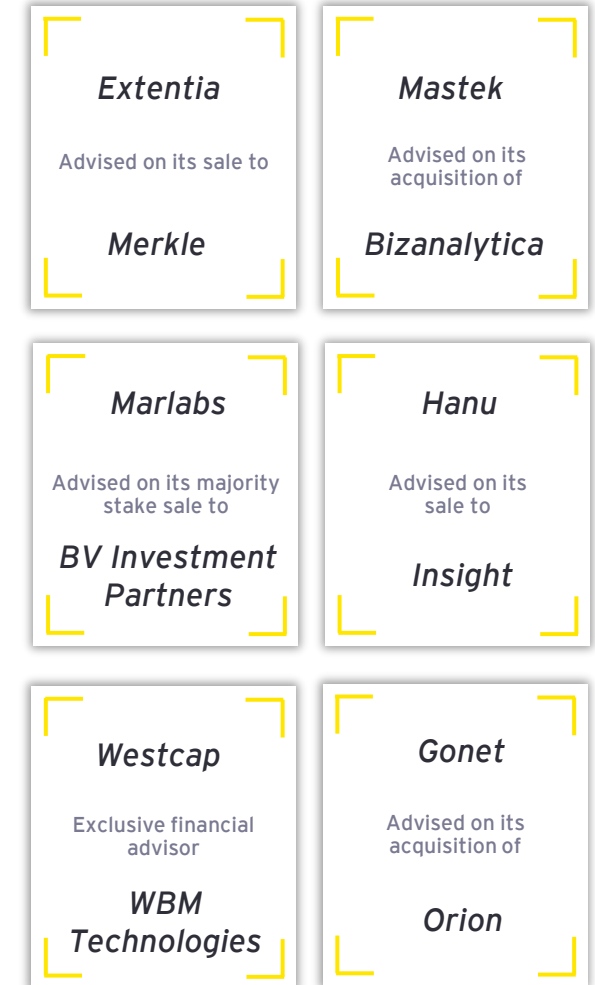 Extentia
Advised on its sale to
Merkle
Mastek
Advised on its
acquisition of
Bizanalytica
Marlabs
Advised on its majority
stake sale to
BV Investment
Partners
Hanu
Advised on its
sale to
Insight
Westcap
Exclusive financial
advisor
WBM
Technologies
Gonet
Advised on its
acquisition of
Orion